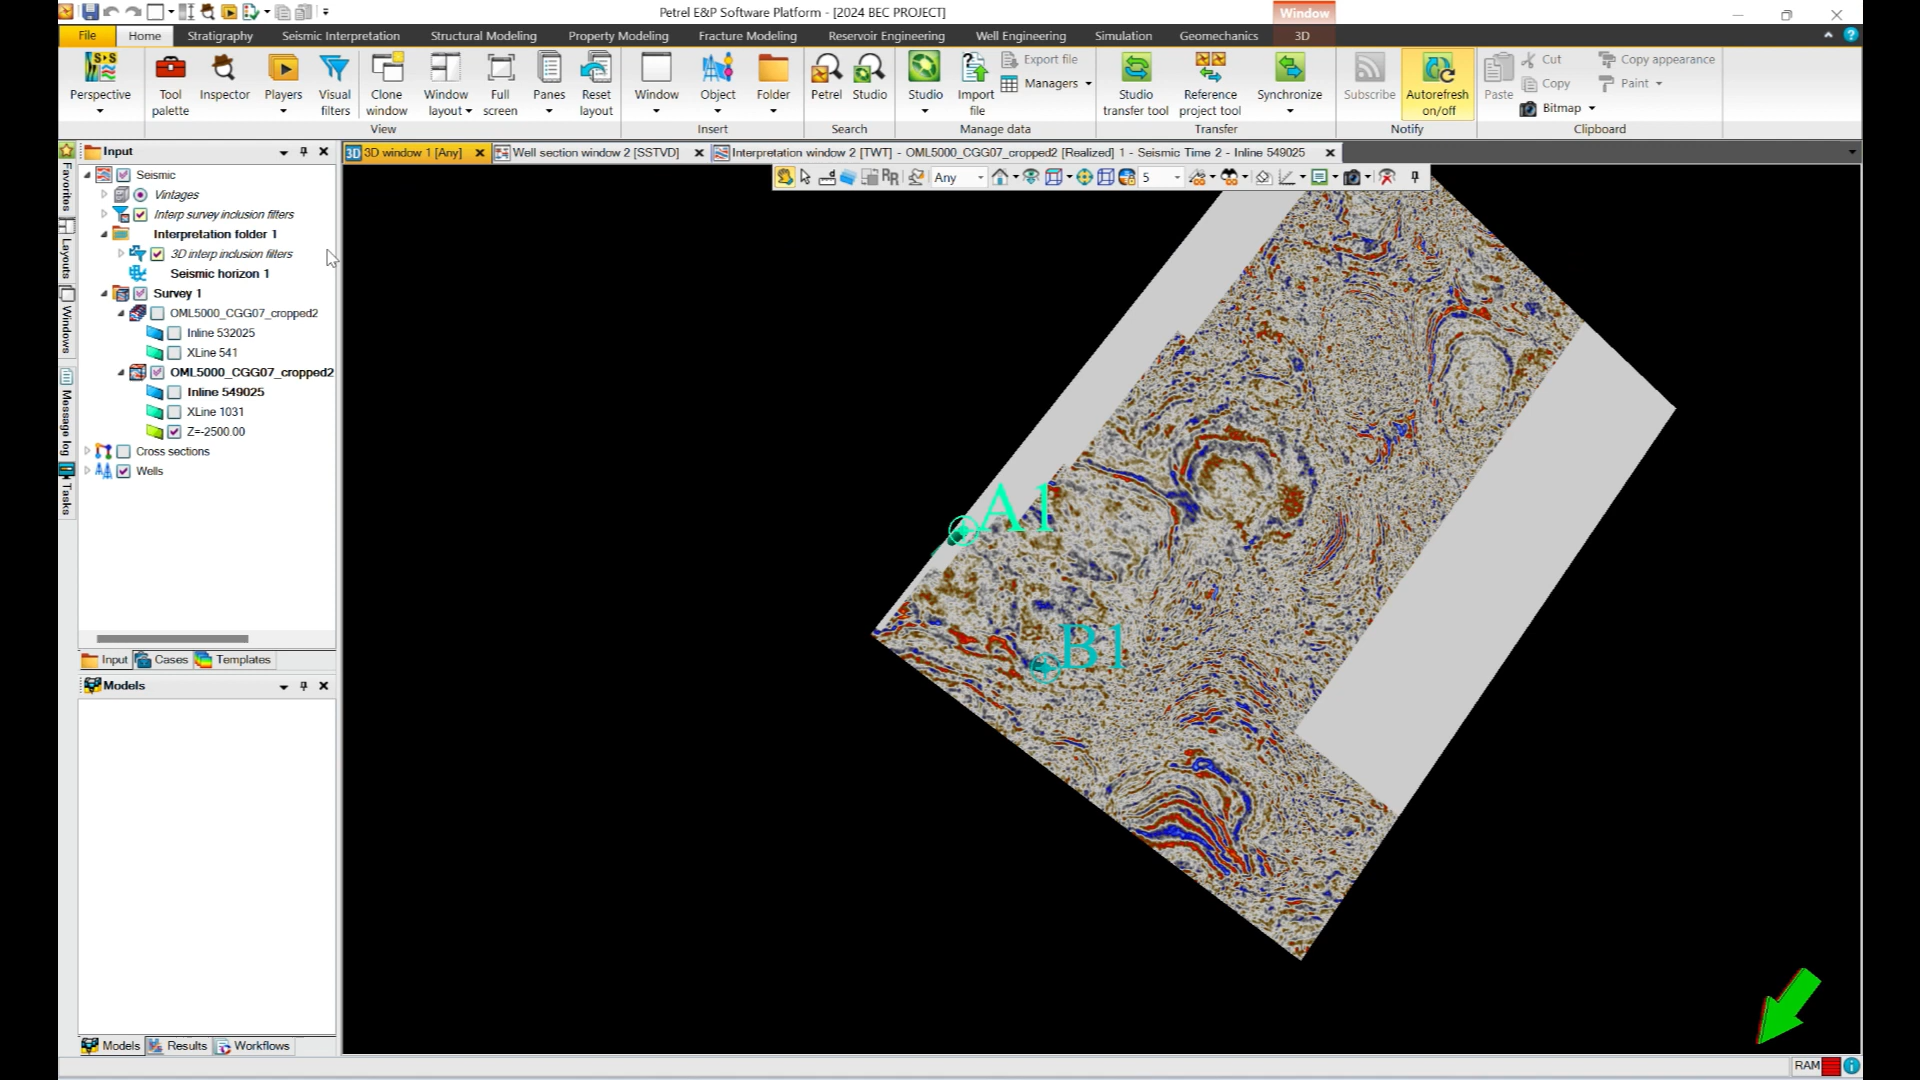 Petrel E&P Software Platform - [2024 BEC PROJECT]
Window
File
Home
Stratigraphy
Seismic Interpretation
Structural Modeling
Property Modeling
Fracture Modeling
Reservoir Engineering
Well Engineering
Simulation
Geomechanics
3D
Perspective
Tool palette
Inspector
Players
Visual filters
Clone window
Window layout
Full screen
Panes
Reset layout
Window
Object
Folder
Petrel
Studio
Studio
Import file
Export file
Managers
Studio transfer tool
Reference project tool
Synchronize
Subscribe
Autorefresh on/off
Paste
Cut
Copy
Bitmap
Copy appearance
Paint
View
Insert
Search
Manage data
Transfer
Notify
Clipboard
Favorites
Layouts
Windows
Message log
Tasks
Input
3D window 1 [Any]
Well section window 2 [SSTVD]
Interpretation window 2 [TWT] - OML5000_CGG07_cropped2 [Realized] 1 - Seismic Time 2 - Inline 549025
Any
5
Seismic
Vintages
Interp survey inclusion filters
Interpretation folder 1
3D interp inclusion filters
Seismic horizon 1
Survey 1
OML5000_CGG07_cropped2
Inline 532025
XLine 541
OML5000_CGG07_cropped2
Inline 549025
XLine 1031
Z=-2500.00
Cross sections
Wells
A1
B1
Input
Cases
Templates
Models
Models
Results
Workflows
RAM